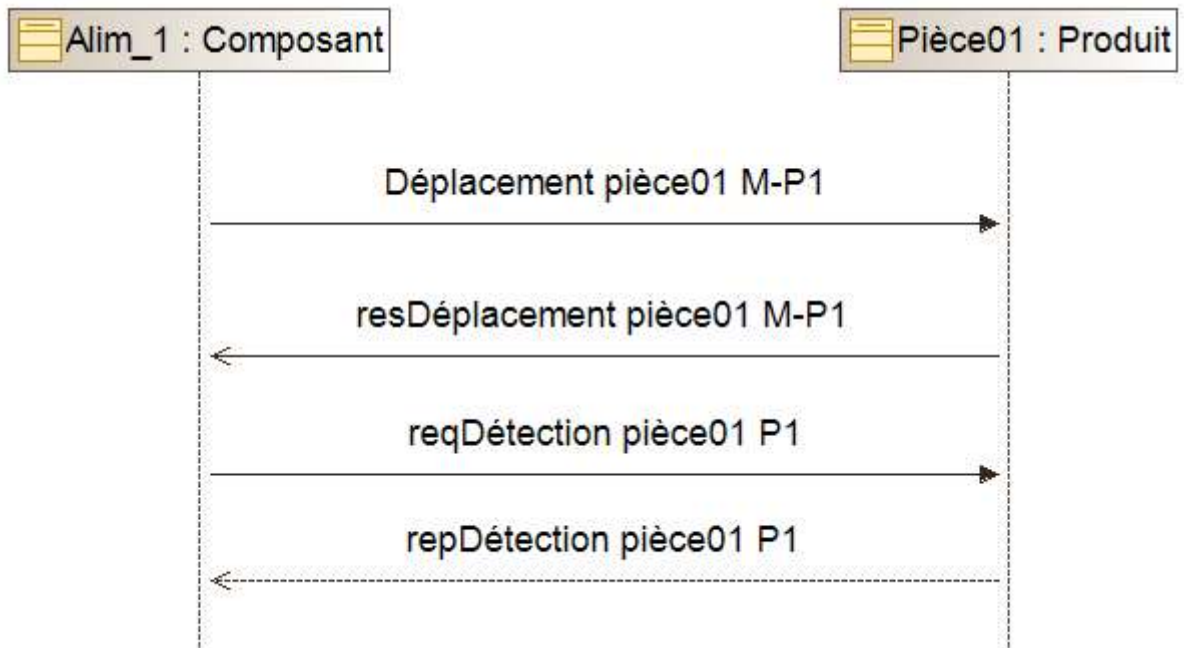 Alim_1 : Composant
Pièce01 : Produit
Déplacement pièce01 M-P1
resDéplacement pièce01 M-P1
reqDétection pièce01 P1
repDétection pièce01 P1